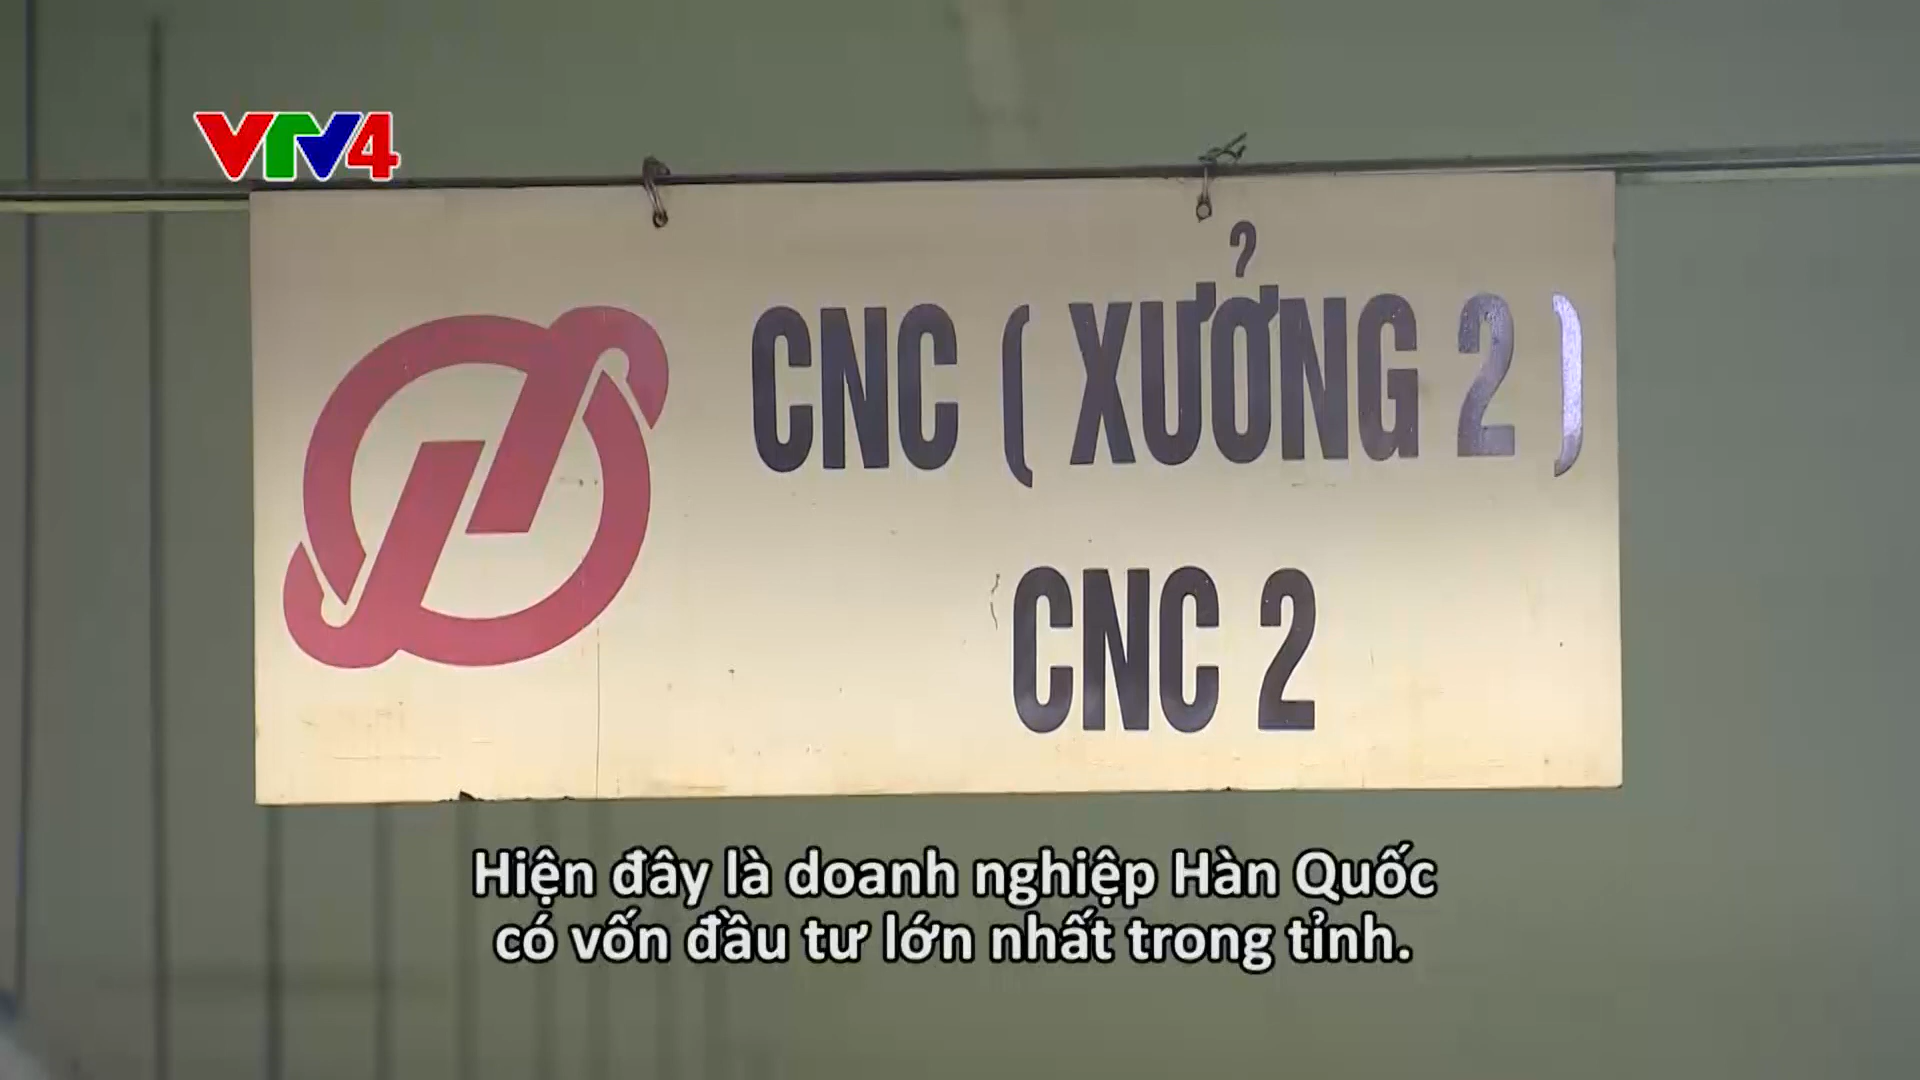 VTV4
CNC ( XƯỞNG 2 )
CNC 2
Hiện đây là doanh nghiệp Hàn Quốc
có vốn đầu tư lớn nhất trong tỉnh.